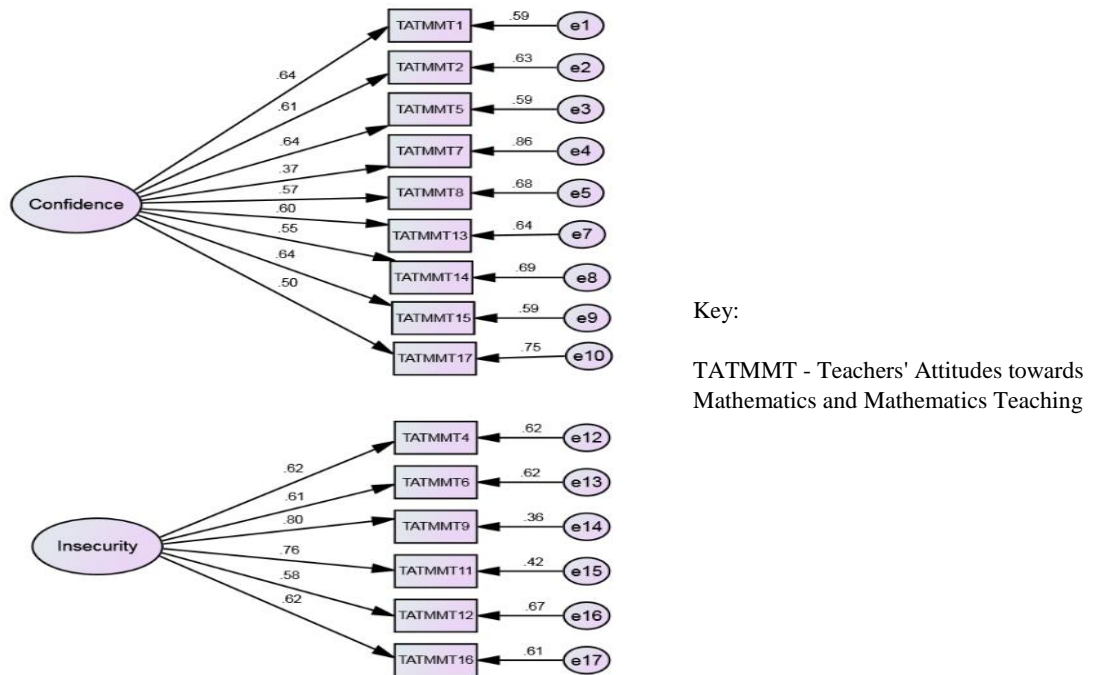 TATMMT1 .59 e1
TATMMT2 .63 e2
.64
.61
TATMMT5 .59 e3
.64
TATMMT7 .86 e4
.37
.57
TATMMT8 .68 e5
Confidence
.60
TATMMT13 .64 e7
.55
.64
TATMMT14 .69 e8
.50
TATMMT15 .59 e9
TATMMT17 .75 e10
Key:
TATMMT - Teachers' Attitudes towards
Mathematics and Mathematics Teaching
TATMMT4 .62 e12
.62
TATMMT6 .62 e13
.61
.80
TATMMT9 .36 e14
Insecurity
.76
TATMMT11 .42 e15
.58
.62
TATMMT12 .67 e16
TATMMT16 .61 e17